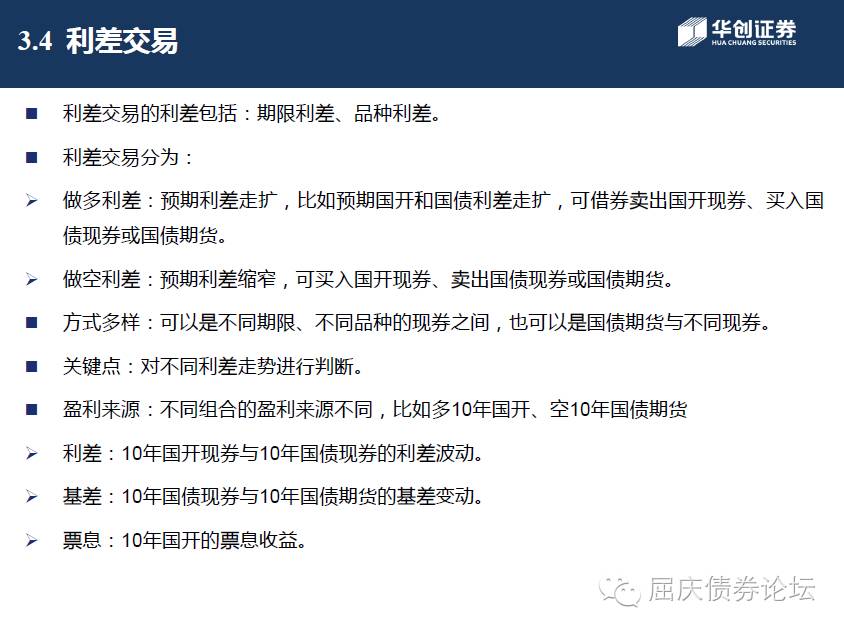 3.4 利差交易
华创证券
HUA CHUANG SECURITIES
■ 利差交易的利差包括：期限利差、品种利差。
■ 利差交易分为：
➢ 做多利差：预期利差走扩，比如预期国开和国债利差走扩，可借券卖出国开现券、买入国
债现券或国债期货。
➢ 做空利差：预期利差缩窄，可买入国开现券、卖出国债现券或国债期货。
■ 方式多样：可以是不同期限、不同品种的现券之间，也可以是国债期货与不同现券。
■ 关键点：对不同利差走势进行判断。
■ 盈利来源：不同组合的盈利来源不同，比如多10年国开、空10年国债期货
➢ 利差：10年国开现券与10年国债现券的利差波动。
➢ 基差：10年国债现券与10年国债期货的基差变动。
➢ 票息：10年国开的票息收益。
屈庆债券论坛